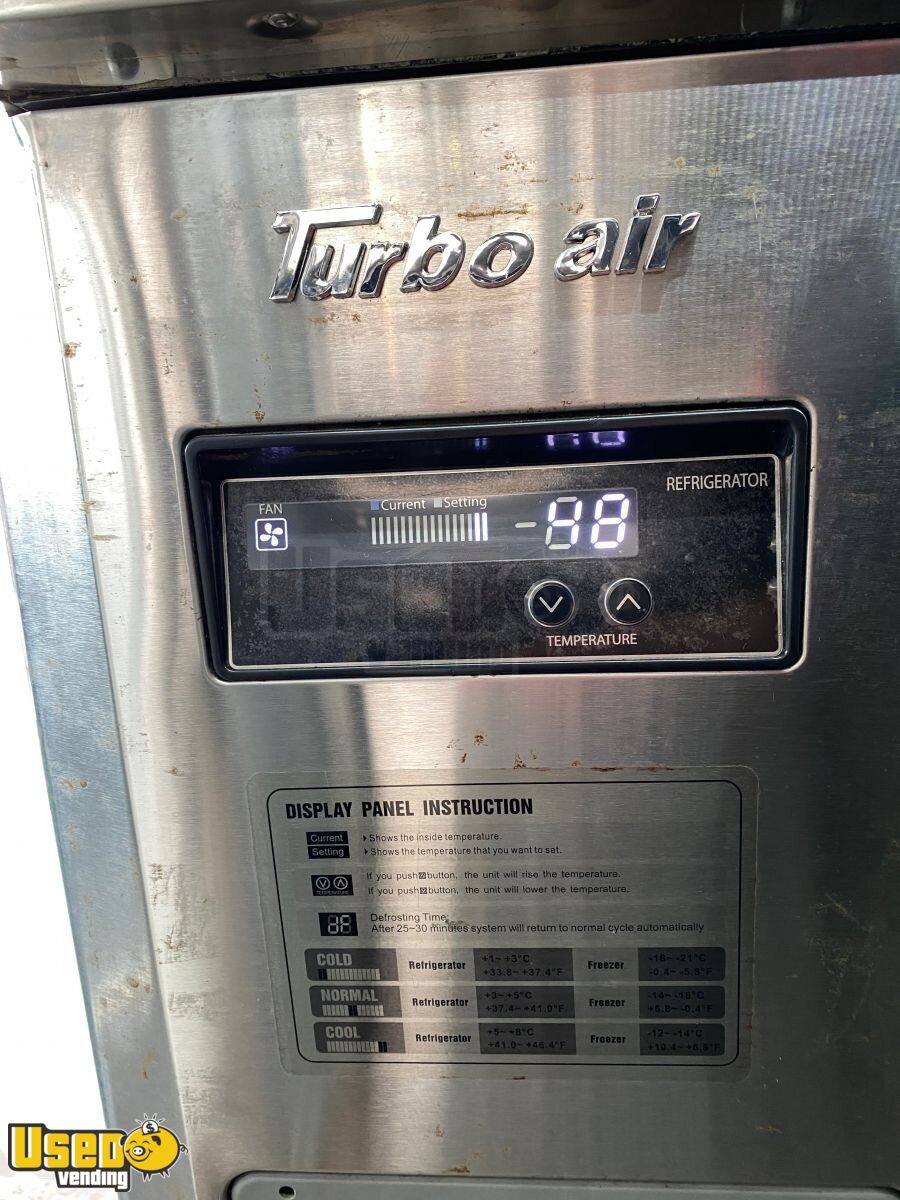 Turbo air
REFRIGERATOR
FAN
Current Setting
TEMPERATURE
DISPLAY PANEL INSTRUCTION
Current Shows the inside temperature.
Setting Shows the temperature that you want to set.
If you push button, the unit will rise the temperature.
TEMPERATURE
If you push button, the unit will lower the temperature.
Defrosting Time:
After 25~30 minutes system will return to normal cycle automatically
COLD Refrigerator +1~ +3°C Freezer -18~ -21°C
+33.8~ +37.4°F -0.4~ -5.8°F
NORMAL Refrigerator +3~ +5°C Freezer -14~ -18°C
+37.4~ +41.0°F +6.8~ -0.4°F
COOL Refrigerator +5~ +8°C Freezer -12~ -14°C
+41.0~ +46.4°F +10.4~ +6.8°F
USED
vending